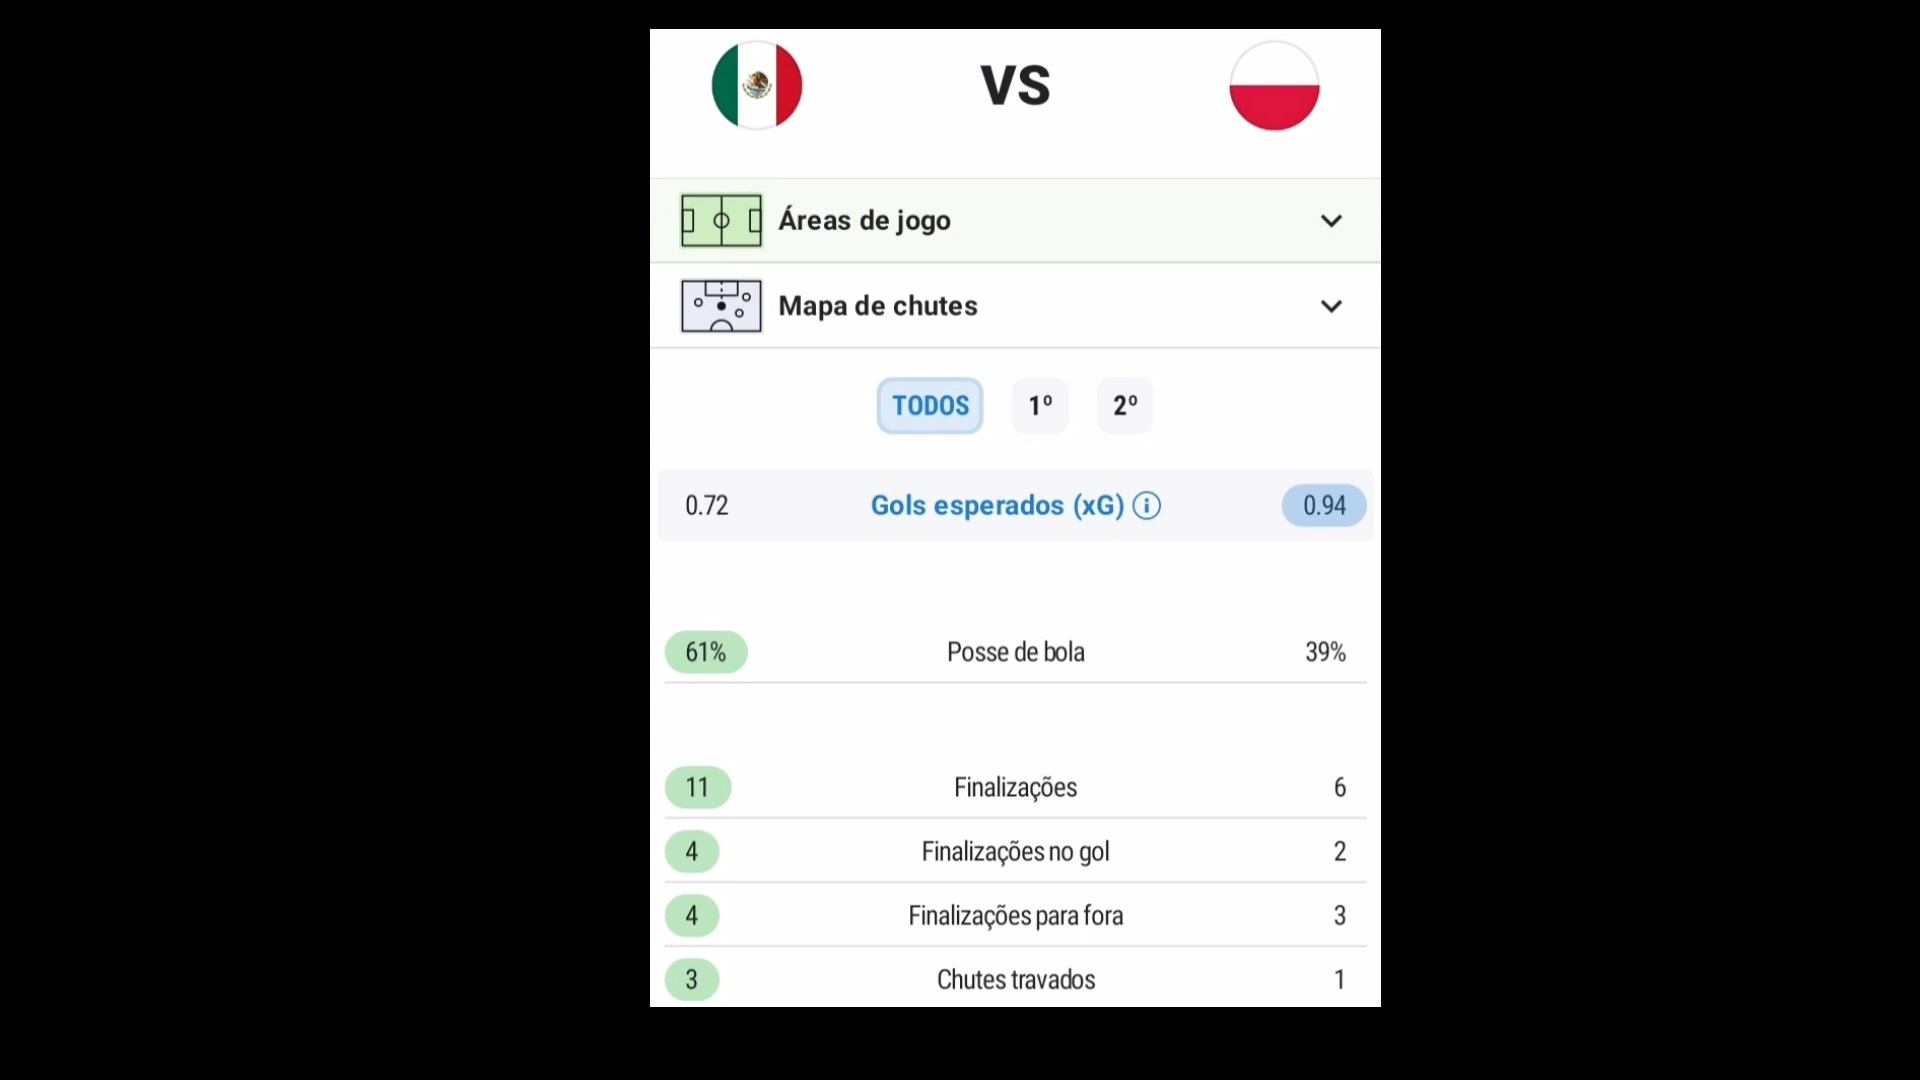 VS
Áreas de jogo
Mapa de chutes
TODOS 1º 2º
0.72 Gols esperados (xG) i 0.94
61% Posse de bola 39%
11 Finalizações 6
4 Finalizações no gol 2
4 Finalizações para fora 3
3 Chutes travados 1